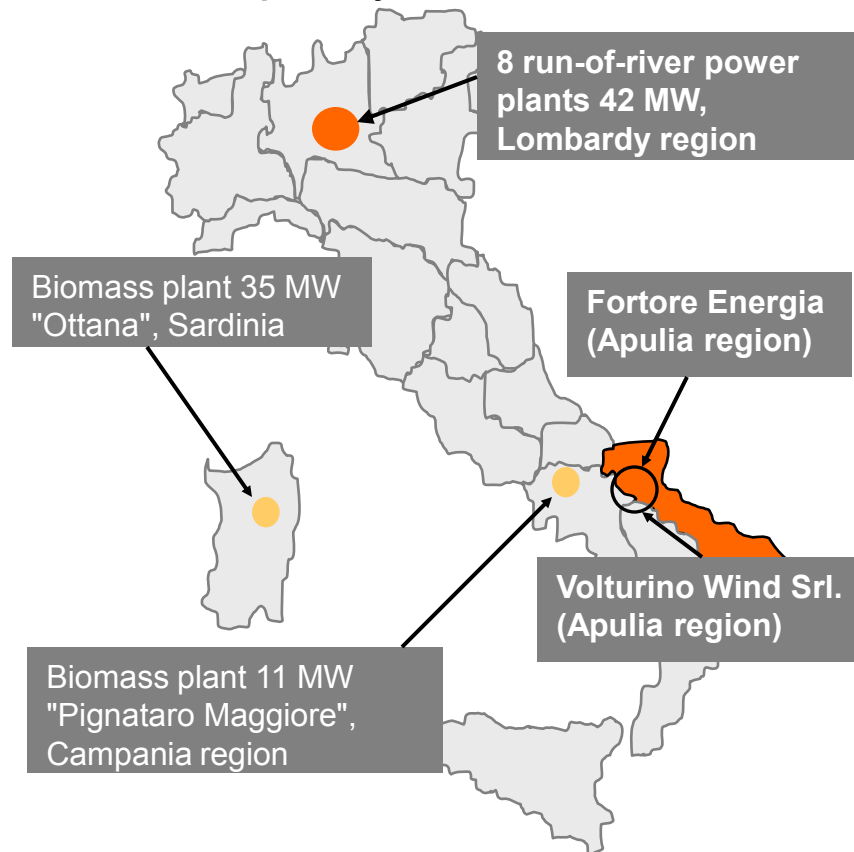 8 run-of-river power
plants 42 MW,
Lombardy region
Biomass plant 35 MW
"Ottana", Sardinia
Fortore Energia
(Apulia region)
Volturino Wind Srl.
(Apulia region)
Biomass plant 11 MW
"Pignataro Maggiore",
Campania region